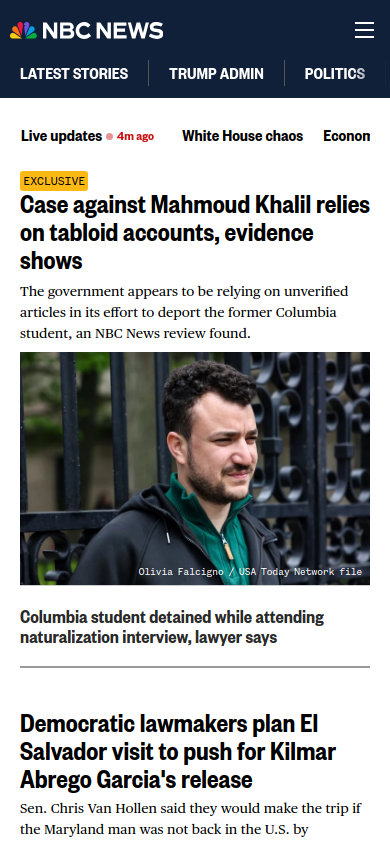 NBC NEWS
LATEST STORIES TRUMP ADMIN POLITICS
Live updates 4m ago White House chaos Econom
EXCLUSIVE
Case against Mahmoud Khalil relies
on tabloid accounts, evidence
shows
The government appears to be relying on unverified
articles in its effort to deport the former Columbia
student, an NBC News review found.
Olivia Falcigno / USA Today Network file
Columbia student detained while attending
naturalization interview, lawyer says
Democratic lawmakers plan El
Salvador visit to push for Kilmar
Abrego Garcia's release
Sen. Chris Van Hollen said they would make the trip if
the Maryland man was not back in the U.S. by